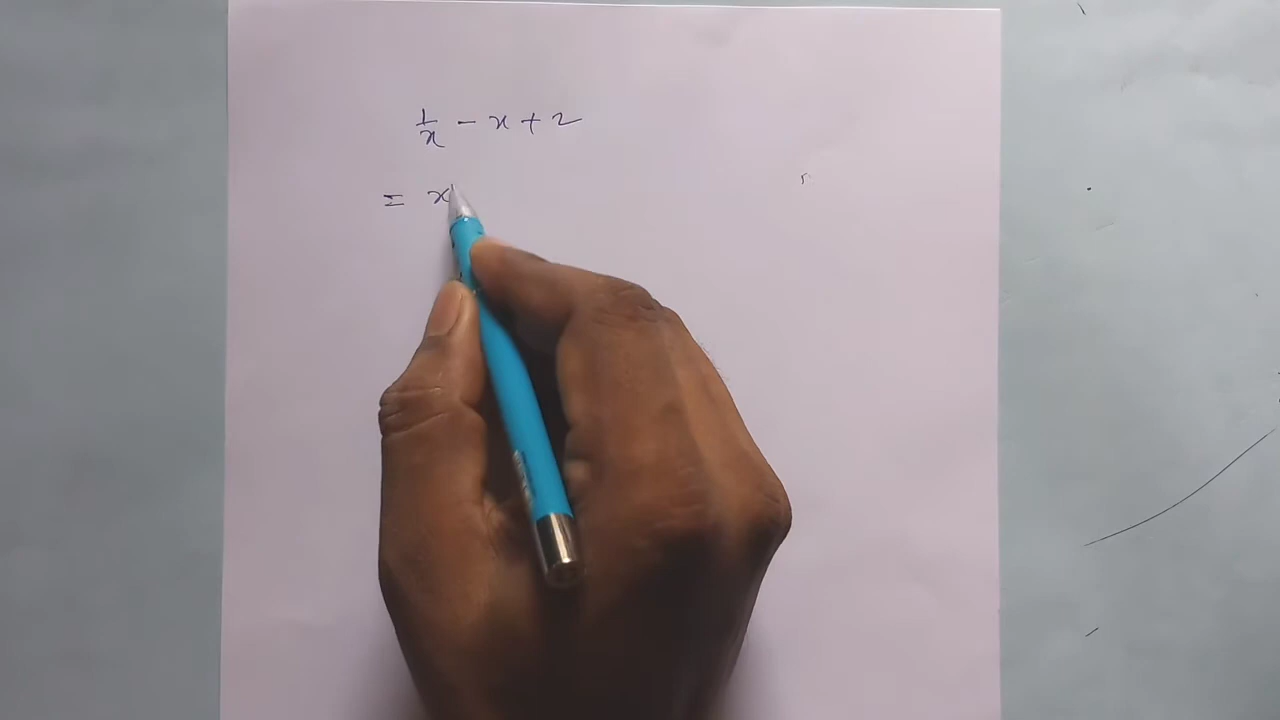 1/x - x + 2
= x